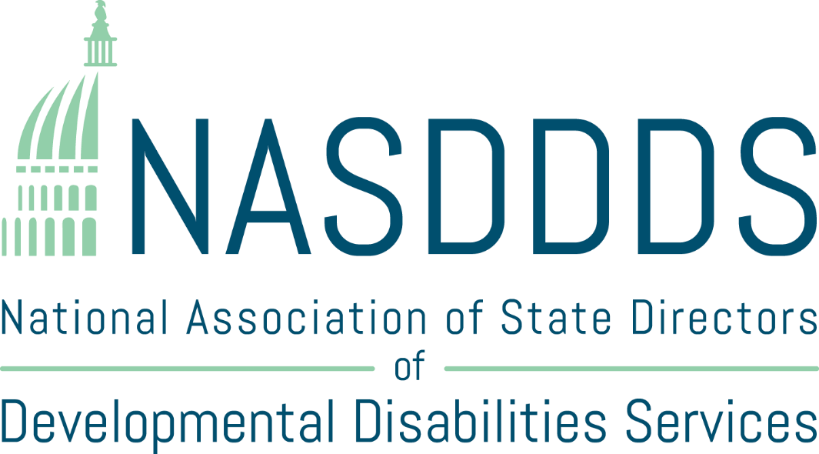 NASDDDS
National Association of State Directors
of
Developmental Disabilities Services